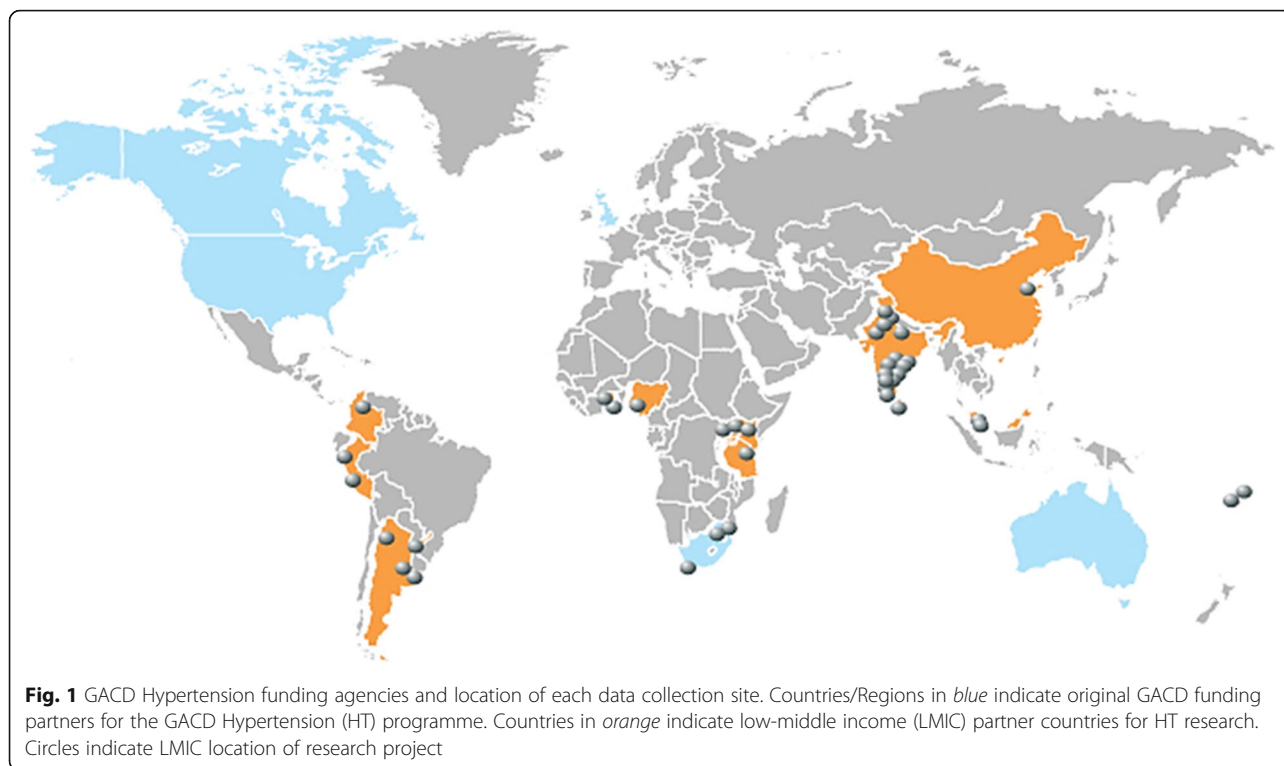 Fig. 1 GACD Hypertension funding agencies and location of each data collection site. Countries/Regions in blue indicate original GACD funding
partners for the GACD Hypertension (HT) programme. Countries in orange indicate low-middle income (LMIC) partner countries for HT research.
Circles indicate LMIC location of research project